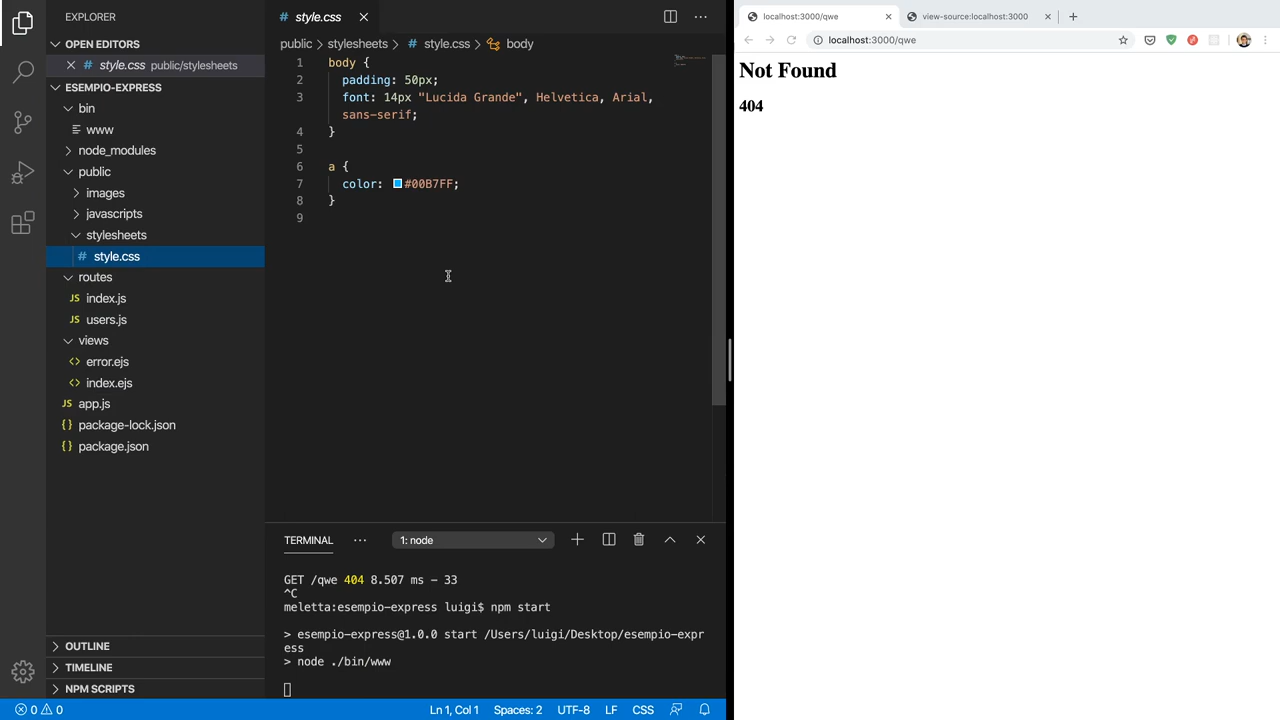 EXPLORER
OPEN EDITORS
style.css public/stylesheets
ESEMPIO-EXPRESS
bin
www
node_modules
public
images
javascripts
stylesheets
# style.css
routes
JS index.js
JS users.js
views
<> error.ejs
<> index.ejs
JS app.js
{} package-lock.json
{} package.json
OUTLINE
TIMELINE
NPM SCRIPTS
# style.css
public > stylesheets > # style.css > body
1 body {
2 padding: 50px;
3 font: 14px "Lucida Grande", Helvetica, Arial,
sans-serif;
4 }
5
6 a {
7 color: #00B7FF;
8 }
9
TERMINAL ... 1: node
GET /qwe 404 8.507 ms - 33
^C
meletta:esempio-express luigi$ npm start
> esempio-express@1.0.0 start /Users/luigi/Desktop/esempio-expr
ess
> node ./bin/www
0 0 Ln 1, Col 1 Spaces: 2 UTF-8 LF CSS
localhost:3000/qwe view-source:localhost:3000
localhost:3000/qwe
Not Found
404